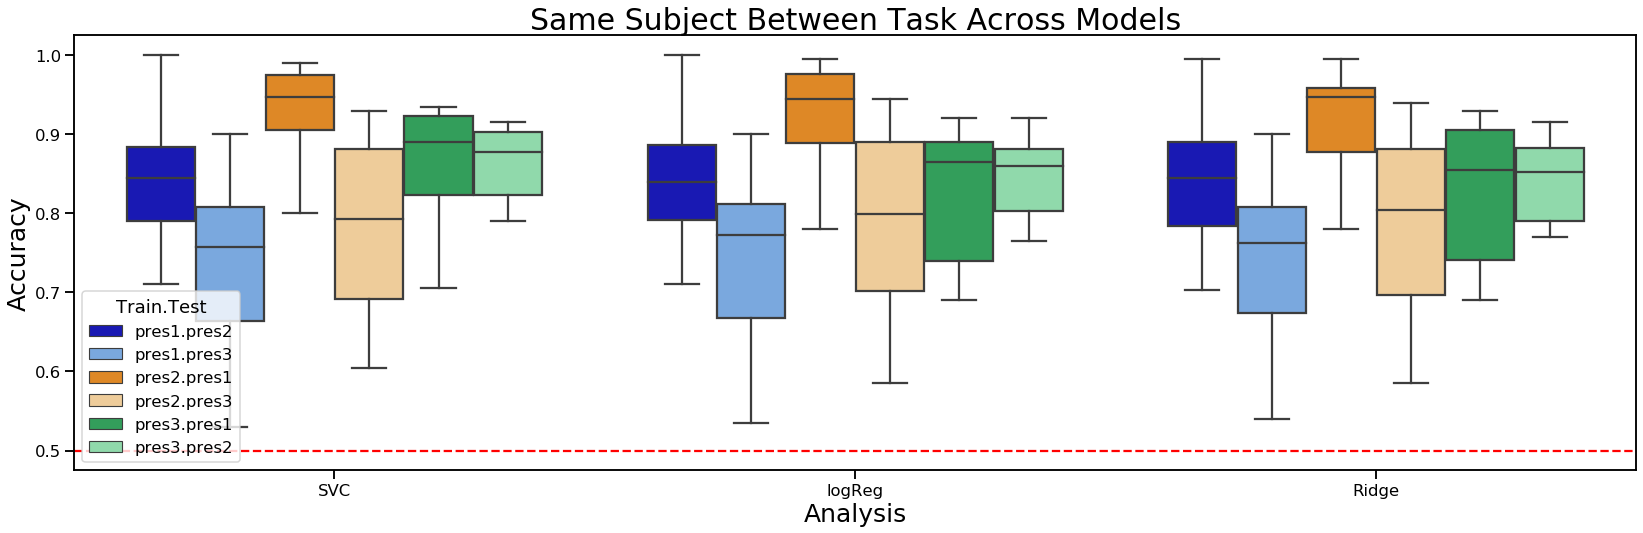 Same Subject Between Task Across Models
Accuracy
1.0
0.9
0.8
0.7
0.6
0.5
Train.Test
pres1.pres2
pres1.pres3
pres2.pres1
pres2.pres3
pres3.pres1
pres3.pres2
SVC
logReg
Ridge
Analysis